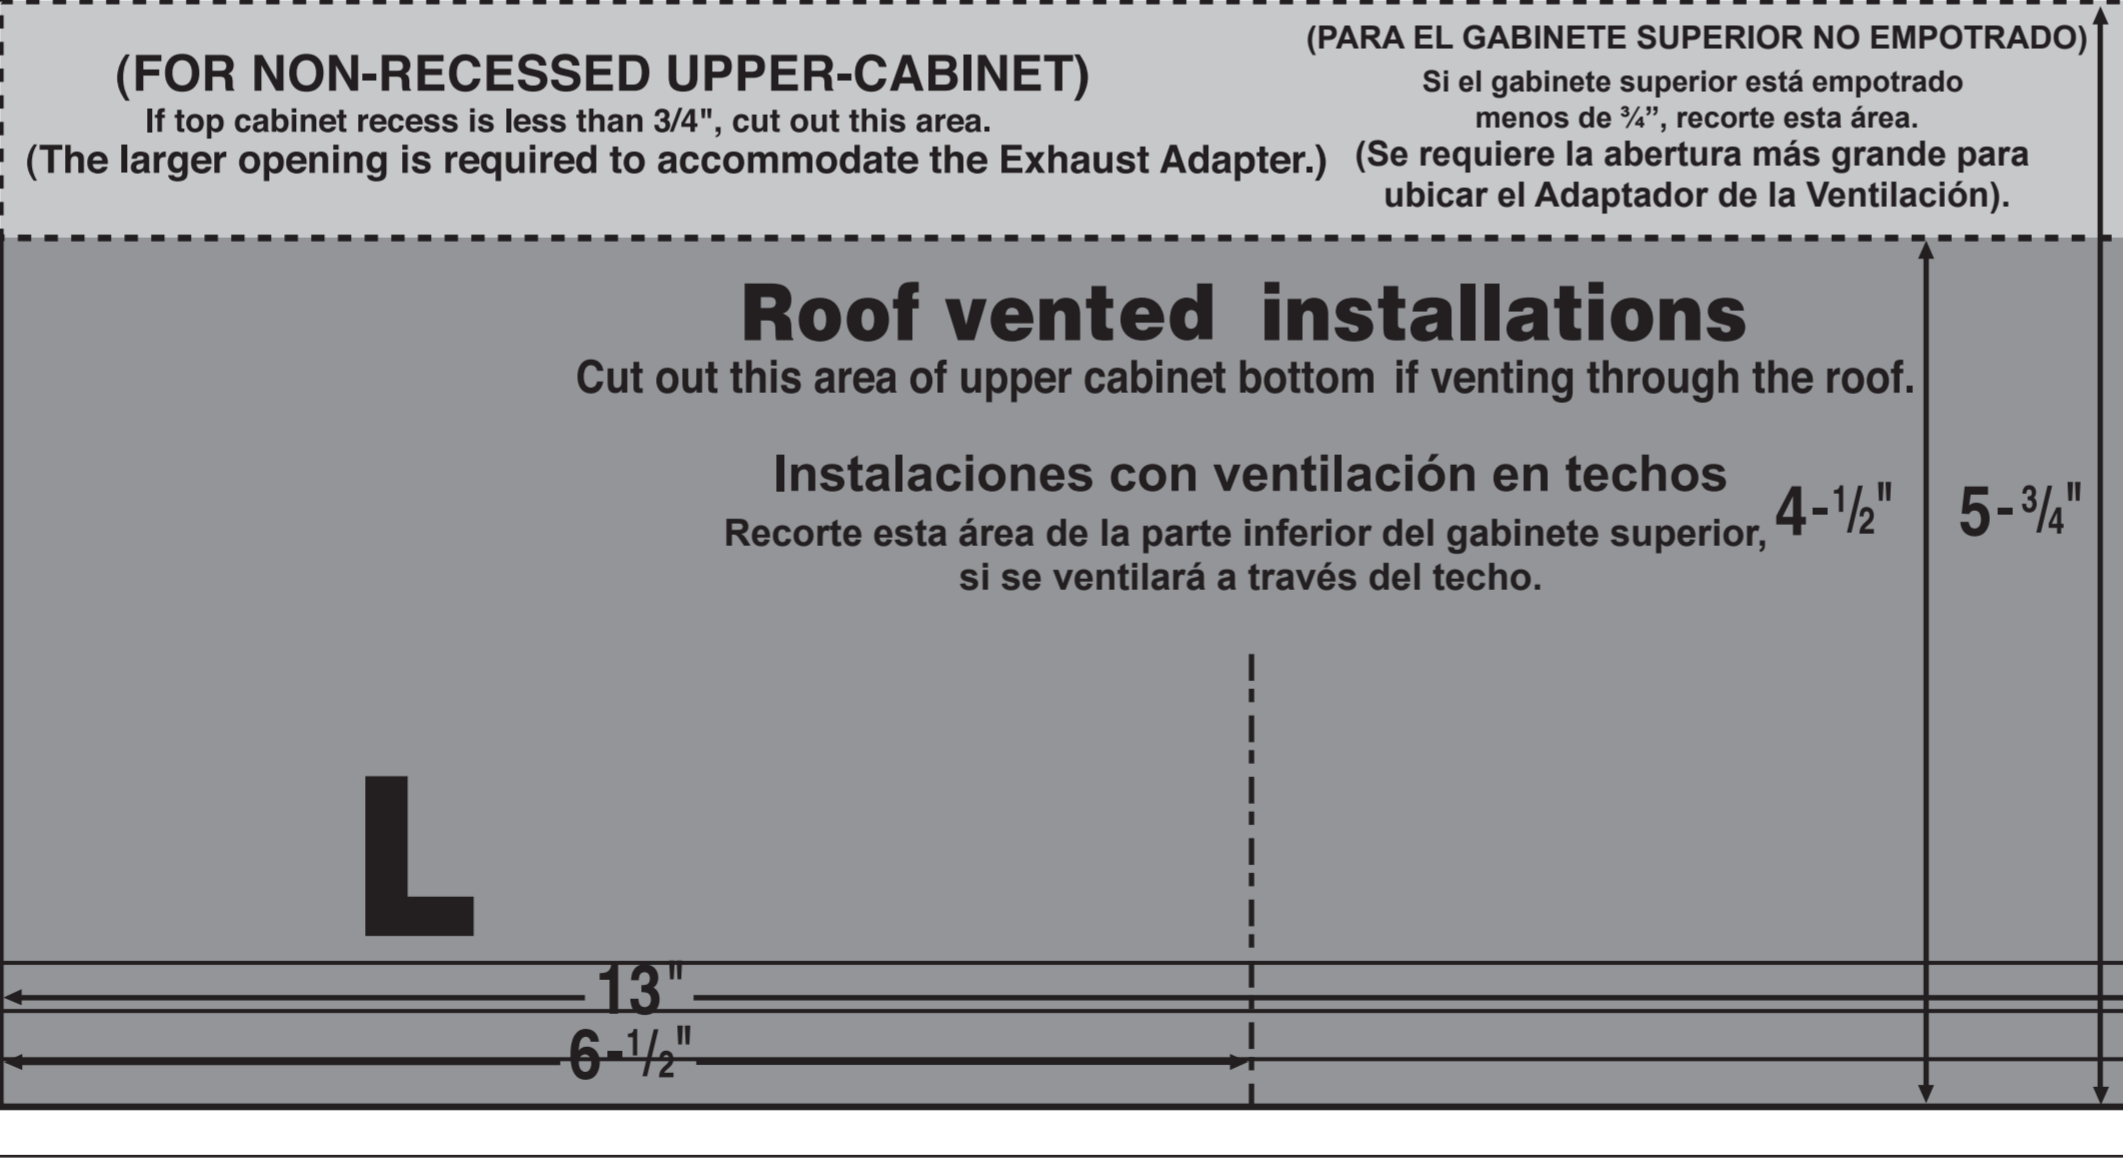 (FOR NON-RECESSED UPPER-CABINET)
If top cabinet recess is less than 3/4", cut out this area.
(The larger opening is required to accommodate the Exhaust Adapter.)
(PARA EL GABINETE SUPERIOR NO EMPOTRADO)
Si el gabinete superior está empotrado
menos de ¾”, recorte esta área.
(Se requiere la abertura más grande para
ubicar el Adaptador de la Ventilación).
Roof vented installations
Cut out this area of upper cabinet bottom if venting through the roof.
Instalaciones con ventilación en techos
Recorte esta área de la parte inferior del gabinete superior,
si se ventilará a través del techo.
4-1/2"
5-3/4"
L
13"
6-1/2"